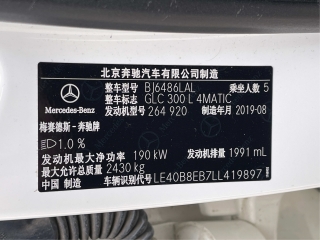 北京奔驰汽车有限公司制造
整车型号 BJ6486LAL 乘坐人数 5
整车标志 GLC 300 L 4MATIC
发动机型号 264 920 制造年月 2019-08
Mercedes-Benz
梅赛德斯－奔驰牌
1.0 %
发动机最大净功率 190 kW 发动机排量 1991 mL
最大允许总质量 2430 kg
中国 制造 车辆识别代号 LE40B8EB7LL419897